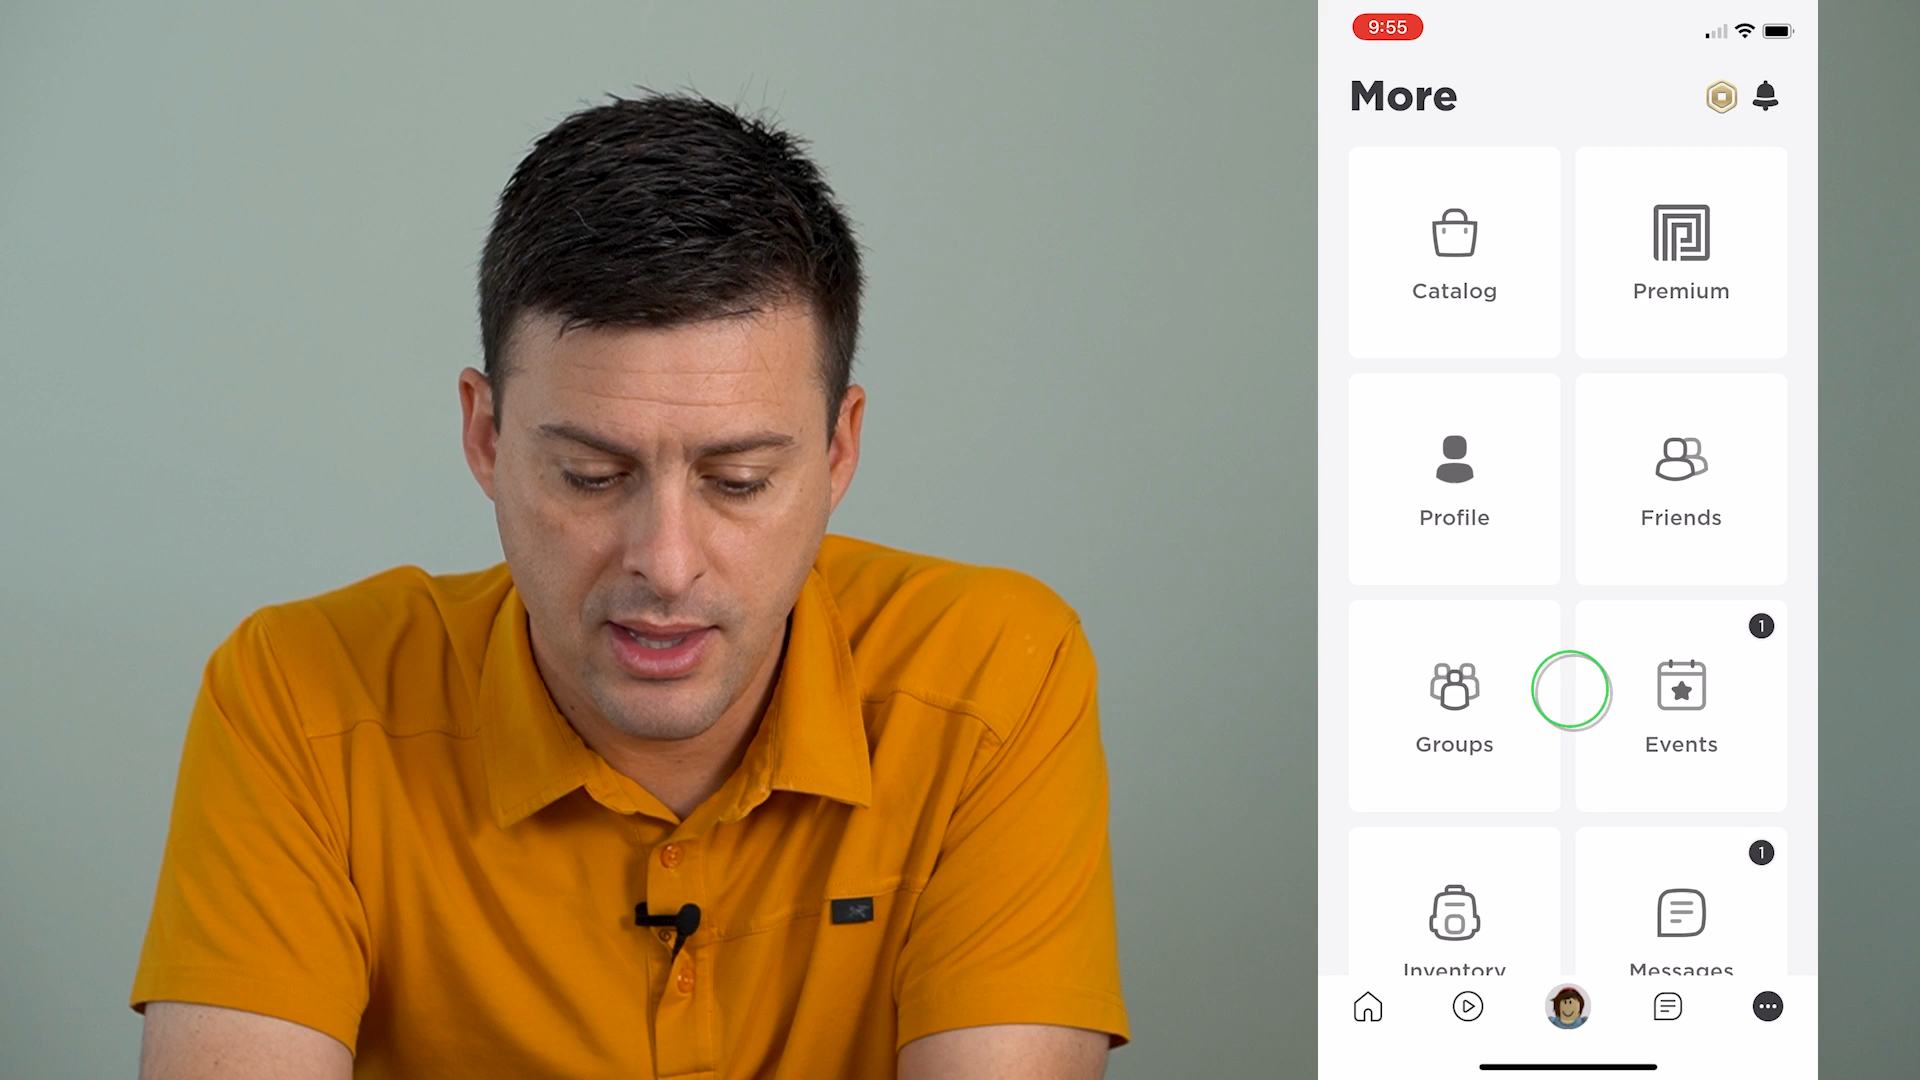 9:55
More
Catalog
Premium
Profile
Friends
1
Groups
Events
1
Inventory
Messages